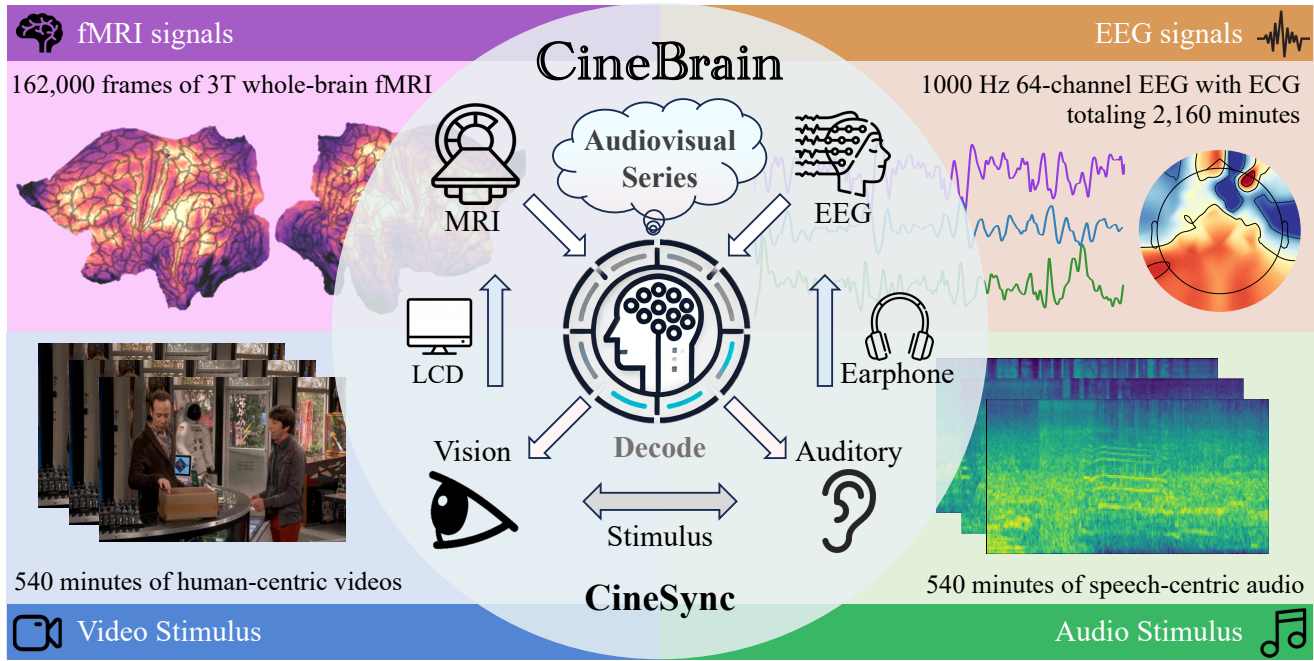 fMRI signals
EEG signals
162,000 frames of 3T whole-brain fMRI
CineBrain
1000 Hz 64-channel EEG with ECG
totaling 2,160 minutes
Audiovisual
Series
MRI
EEG
LCD
Earphone
Vision
Decode
Auditory
Stimulus
540 minutes of human-centric videos
CineSync
540 minutes of speech-centric audio
Video Stimulus
Audio Stimulus